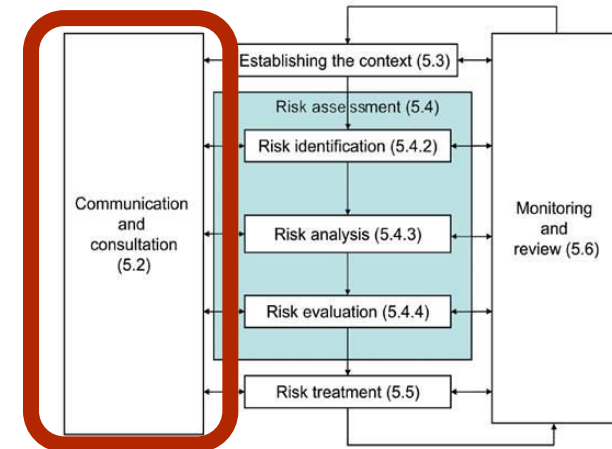 Establishing the context (5.3)
Risk assessment (5.4)
Risk identification (5.4.2)
Communication
and
consultation
(5.2)
Risk analysis (5.4.3)
Monitoring
and
review (5.6)
Risk evaluation (5.4.4)
Risk treatment (5.5)